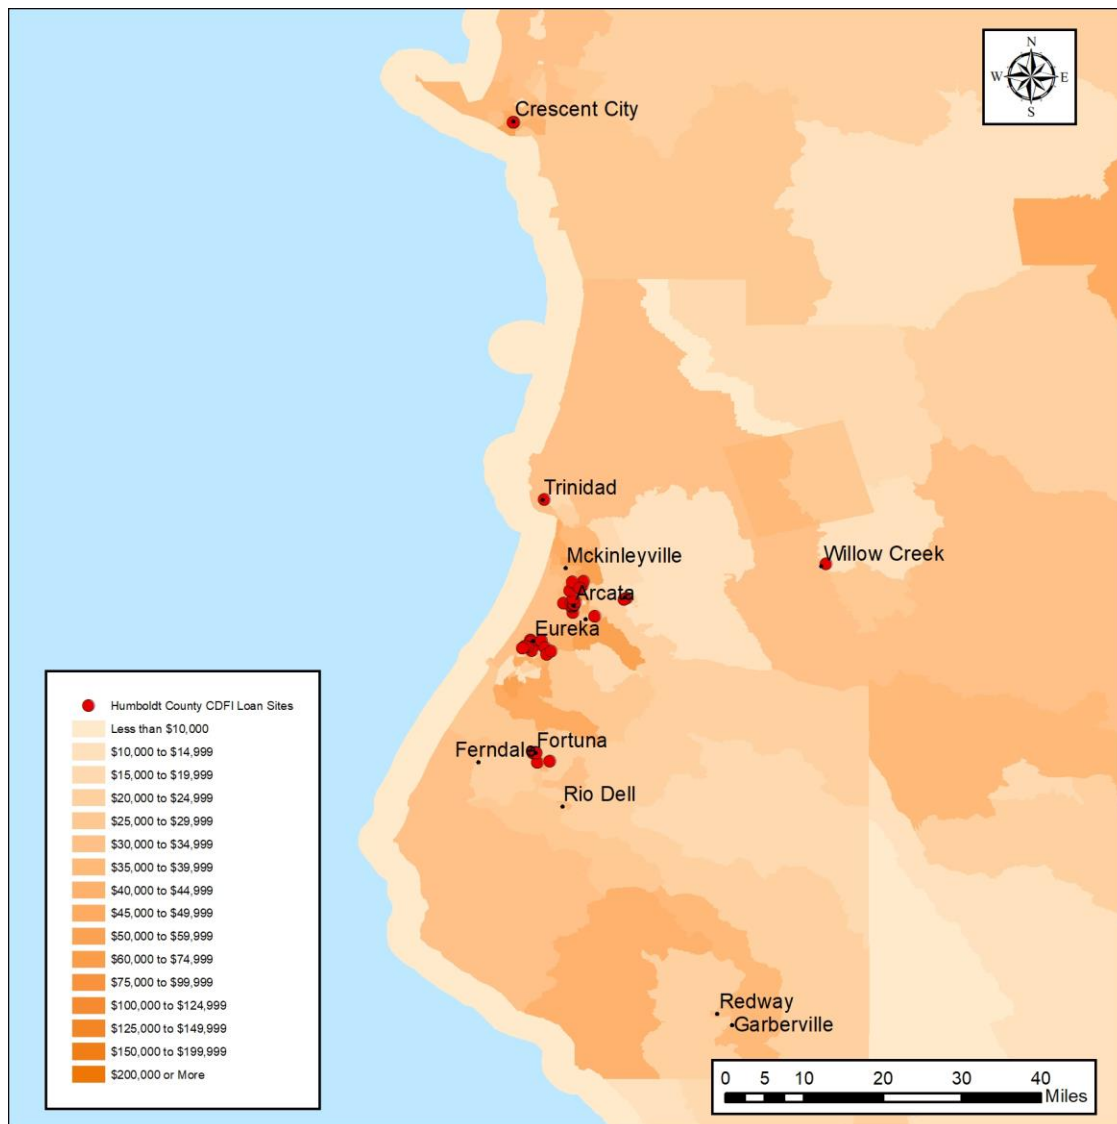 N
W E
S
Crescent City
Trinidad
Mckinleyville
Willow Creek
Arcata
Eureka
Fortuna
Ferndale
Rio Dell
Redway
Garberville
Humboldt County CDFI Loan Sites
Less than $10,000
$10,000 to $14,999
$15,000 to $19,999
$20,000 to $24,999
$25,000 to $29,999
$30,000 to $34,999
$35,000 to $39,999
$40,000 to $44,999
$45,000 to $49,999
$50,000 to $59,999
$60,000 to $74,999
$75,000 to $99,999
$100,000 to $124,999
$125,000 to $149,999
$150,000 to $199,999
$200,000 or More
0 5 10 20 30 40
Miles